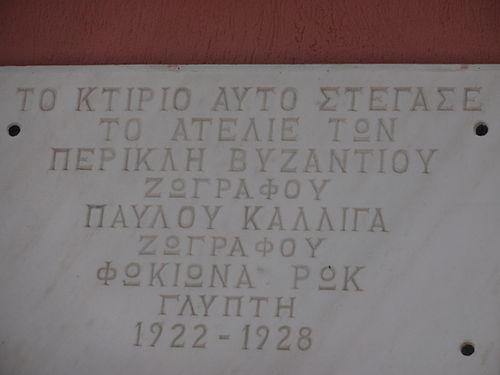 ΤΟ ΚΤΙΡΙΟ ΑΥΤΟ ΣΤΕΓΑΣΕ
ΤΟ ΑΤΕΛΙΕ ΤΩΝ
ΠΕΡΙΚΛΗ ΒΥΖΑΝΤΙΟΥ
ΖΩΓΡΑΦΟΥ
ΠΑΥΛΟΥ ΚΑΛΛΙΓΑ
ΖΩΓΡΑΦΟΥ
ΦΩΚΙΩΝΑ ΡΩΚ
ΓΛΥΠΤΗ
1922 - 1928